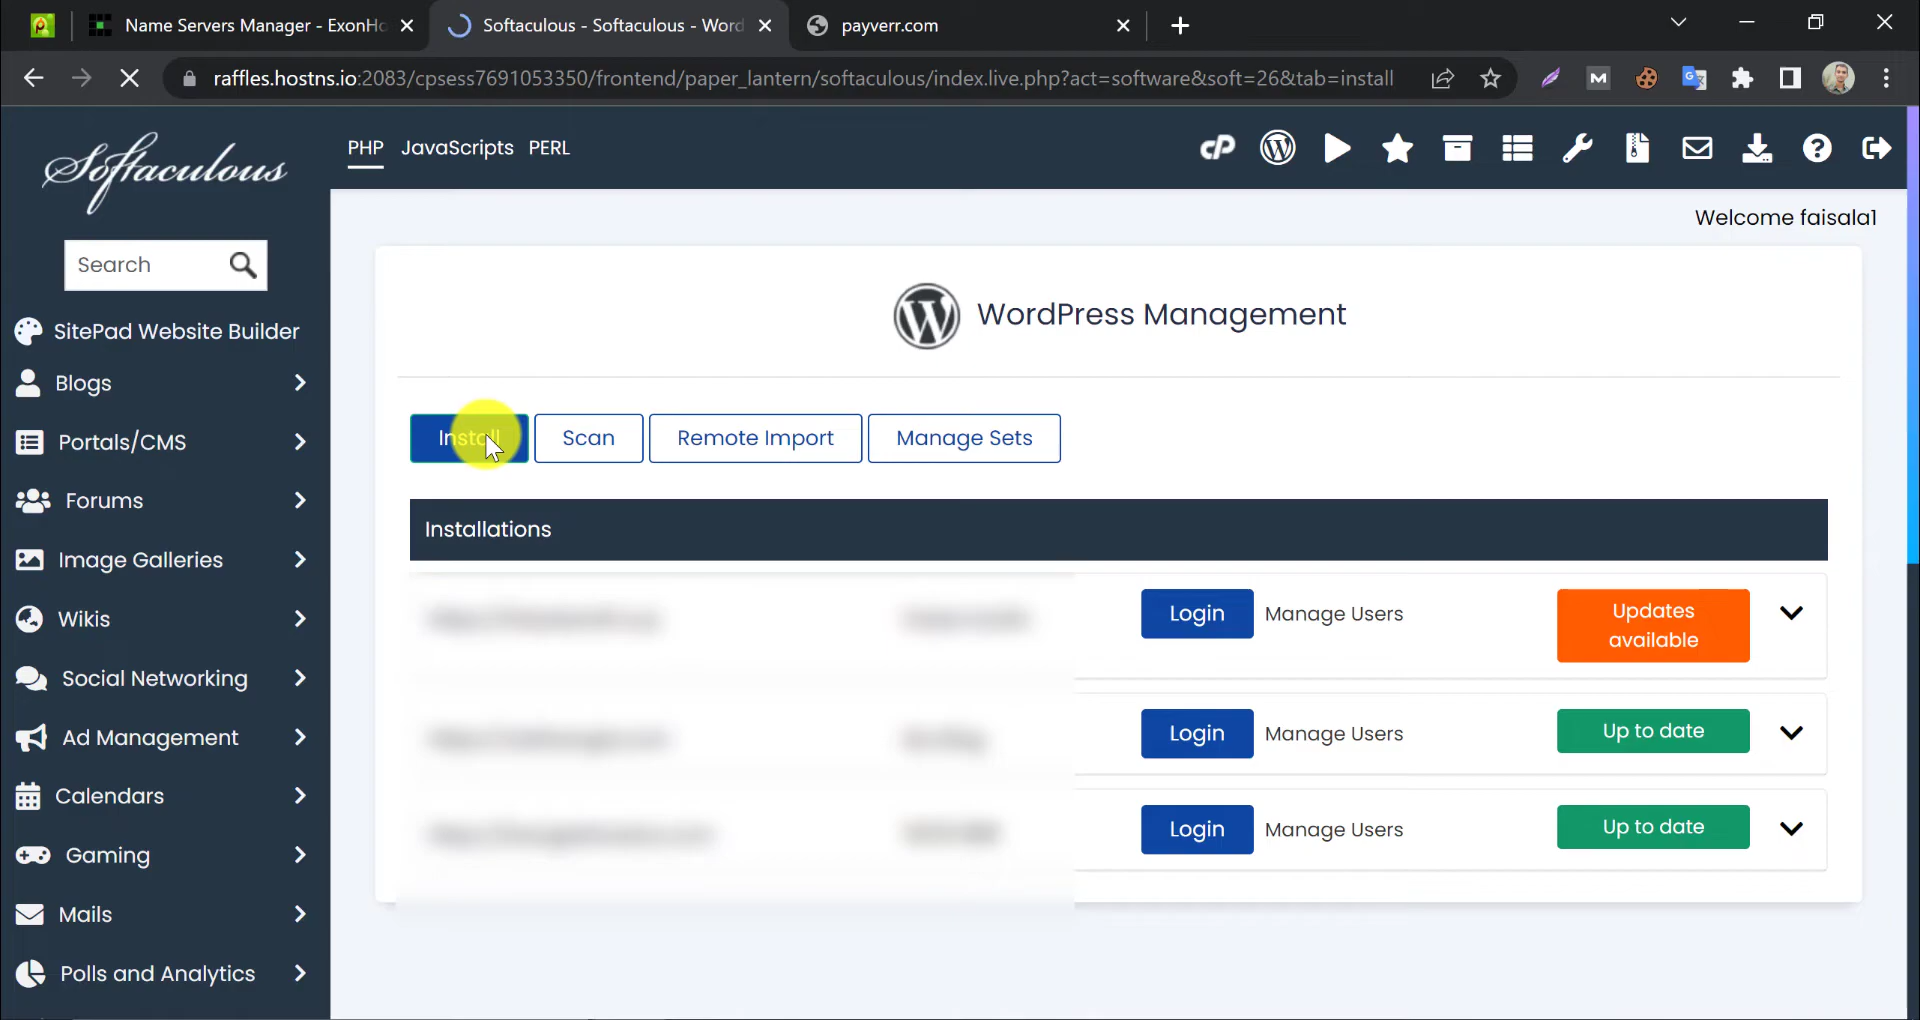 Name Servers Manager - ExonHo
Softaculous - Softaculous - Word
payverr.com
raffles.hostns.io:2083/cpsess7691053350/frontend/paper_lantern/softaculous/index.live.php?act=software&soft=26&tab=install
Softaculous
PHP JavaScripts PERL
Welcome faisala1
Search
SitePad Website Builder
Blogs
Portals/CMS
Forums
Image Galleries
Wikis
Social Networking
Ad Management
Calendars
Gaming
Mails
Polls and Analytics
WordPress Management
Install Scan Remote Import Manage Sets
Installations
Login Manage Users Updates available
Login Manage Users Up to date
Login Manage Users Up to date